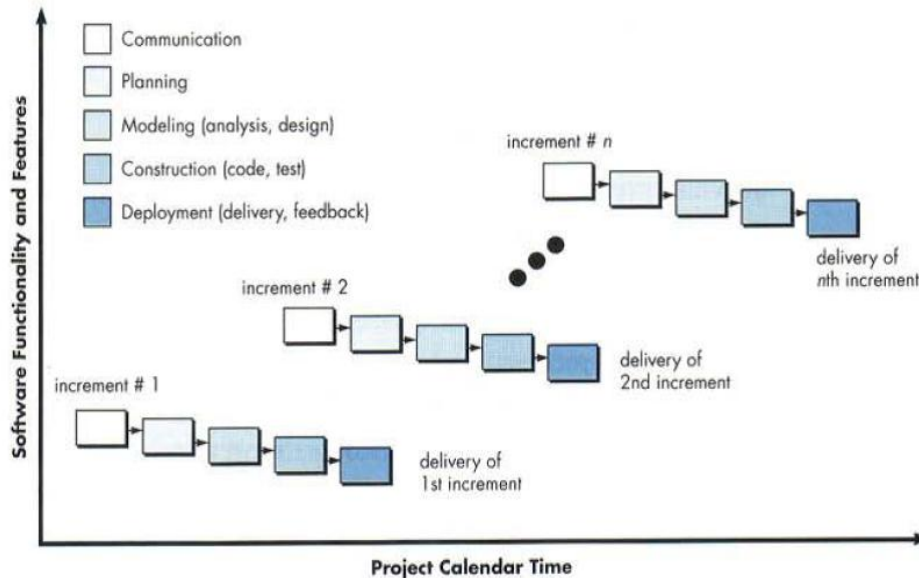 Software Functionality and Features
Communication
Planning
Modeling (analysis, design)
Construction (code, test)
Deployment (delivery, feedback)
increment # n
delivery of
nth increment
increment # 2
delivery of
2nd increment
increment # 1
delivery of
1st increment
Project Calendar Time